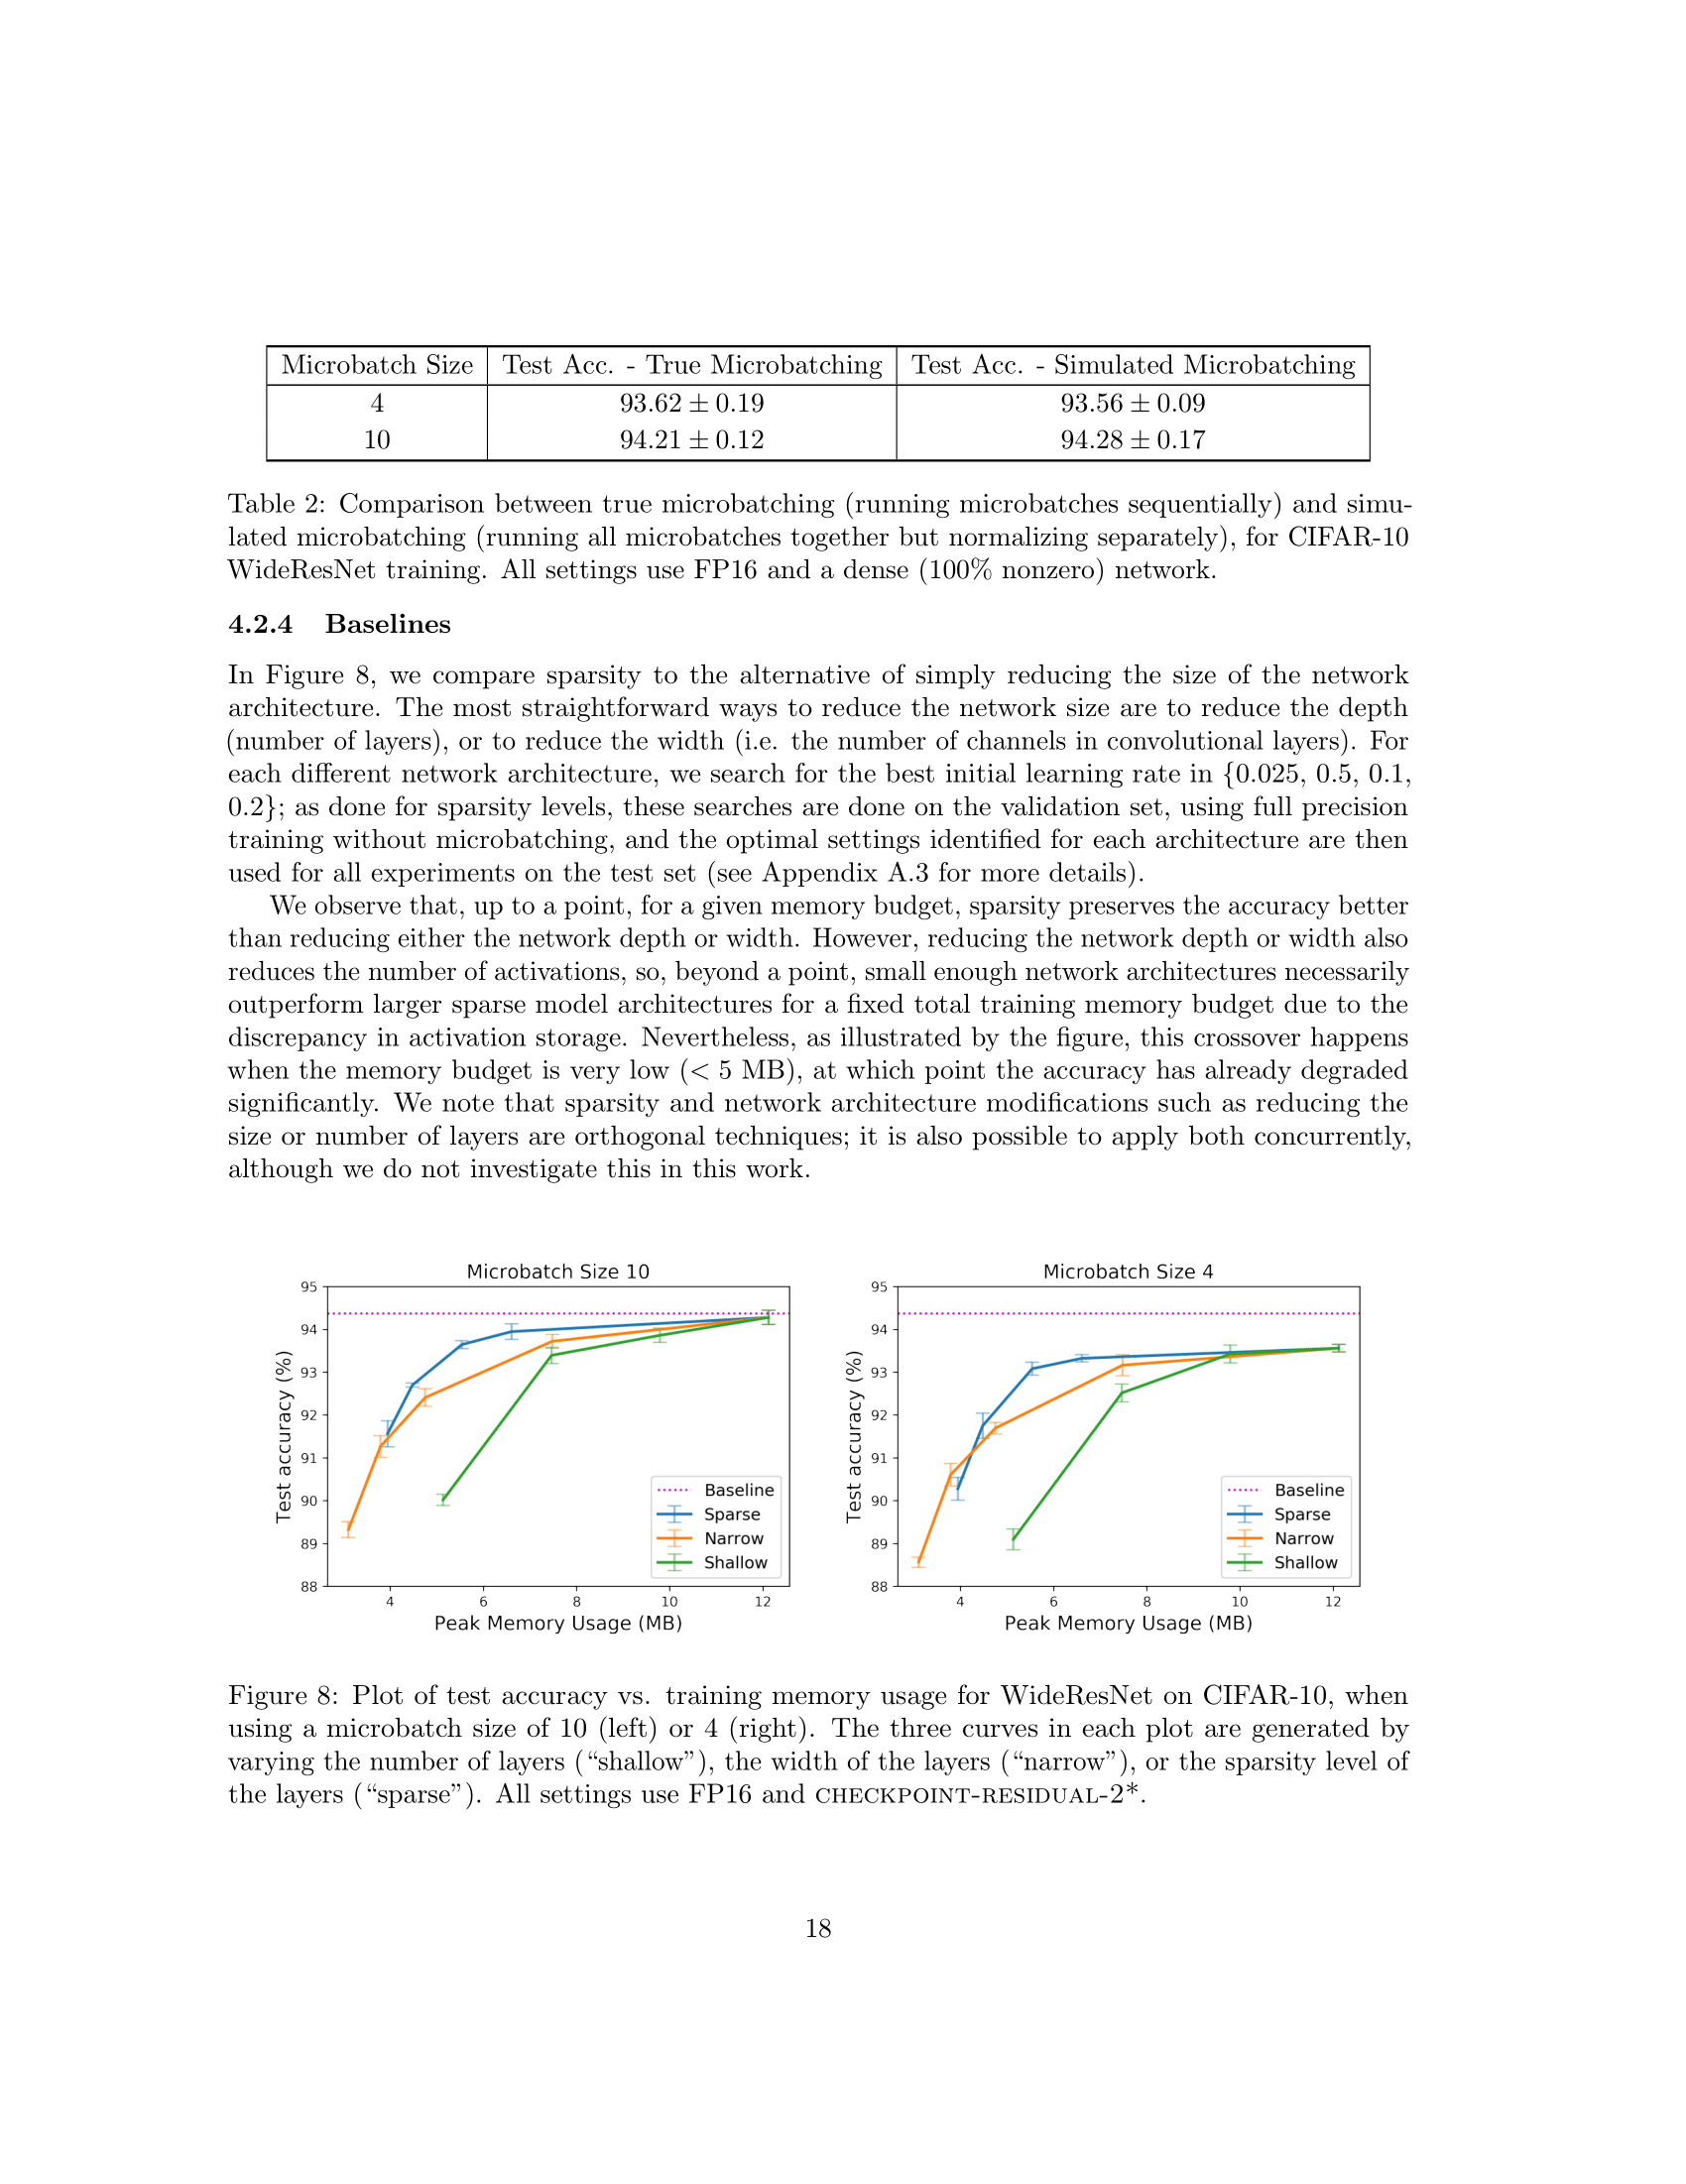 Microbatch Size Test Acc. - True Microbatching Test Acc. - Simulated Microbatching
4 93.62 ± 0.19 93.56 ± 0.09
10 94.21 ± 0.12 94.28 ± 0.17
Table 2: Comparison between true microbatching (running microbatches sequentially) and simu-
lated microbatching (running all microbatches together but normalizing separately), for CIFAR-10
WideResNet training. All settings use FP16 and a dense (100% nonzero) network.
4.2.4 Baselines
In Figure 8, we compare sparsity to the alternative of simply reducing the size of the network
architecture. The most straightforward ways to reduce the network size are to reduce the depth
(number of layers), or to reduce the width (i.e. the number of channels in convolutional layers). For
each different network architecture, we search for the best initial learning rate in {0.025, 0.5, 0.1,
0.2}; as done for sparsity levels, these searches are done on the validation set, using full precision
training without microbatching, and the optimal settings identified for each architecture are then
used for all experiments on the test set (see Appendix A.3 for more details).
We observe that, up to a point, for a given memory budget, sparsity preserves the accuracy better
than reducing either the network depth or width. However, reducing the network depth or width also
reduces the number of activations, so, beyond a point, small enough network architectures necessarily
outperform larger sparse model architectures for a fixed total training memory budget due to the
discrepancy in activation storage. Nevertheless, as illustrated by the figure, this crossover happens
when the memory budget is very low (< 5 MB), at which point the accuracy has already degraded
significantly. We note that sparsity and network architecture modifications such as reducing the
size or number of layers are orthogonal techniques; it is also possible to apply both concurrently,
although we do not investigate this in this work.
Microbatch Size 10
95
94
93
92
91
90
89
88
Test accuracy (%)
Baseline
Sparse
Narrow
Shallow
4 6 8 10 12
Peak Memory Usage (MB)
Microbatch Size 4
95
94
93
92
91
90
89
88
Test accuracy (%)
Baseline
Sparse
Narrow
Shallow
4 6 8 10 12
Peak Memory Usage (MB)
Figure 8: Plot of test accuracy vs. training memory usage for WideResNet on CIFAR-10, when
using a microbatch size of 10 (left) or 4 (right). The three curves in each plot are generated by
varying the number of layers (“shallow”), the width of the layers (“narrow”), or the sparsity level of
the layers (“sparse”). All settings use FP16 and CHECKPOINT-RESIDUAL-2*.
18